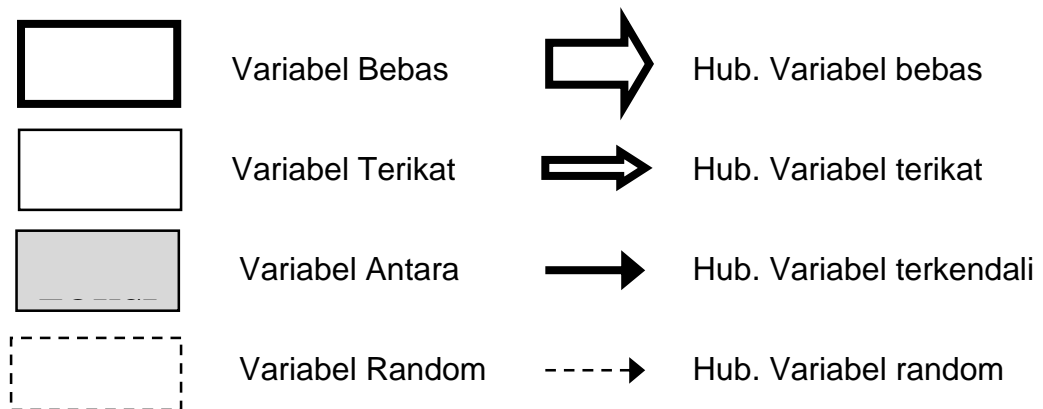 Variabel Bebas Hub. Variabel bebas
Variabel Terikat Hub. Variabel terikat
Variabel Antara Hub. Variabel terkendali
Variabel Random Hub. Variabel random